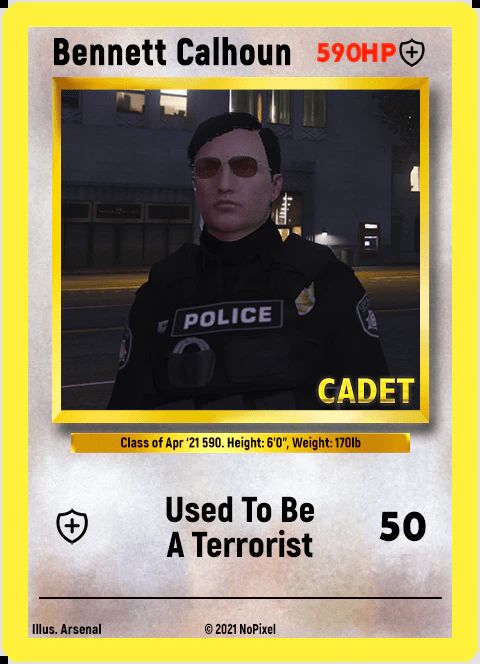 Bennett Calhoun 590HP
POLICE
CADET
Class of Apr '21 590. Height: 6'0", Weight: 170lb
Used To Be
A Terrorist
50
Illus. Arsenal
© 2021 NoPixel